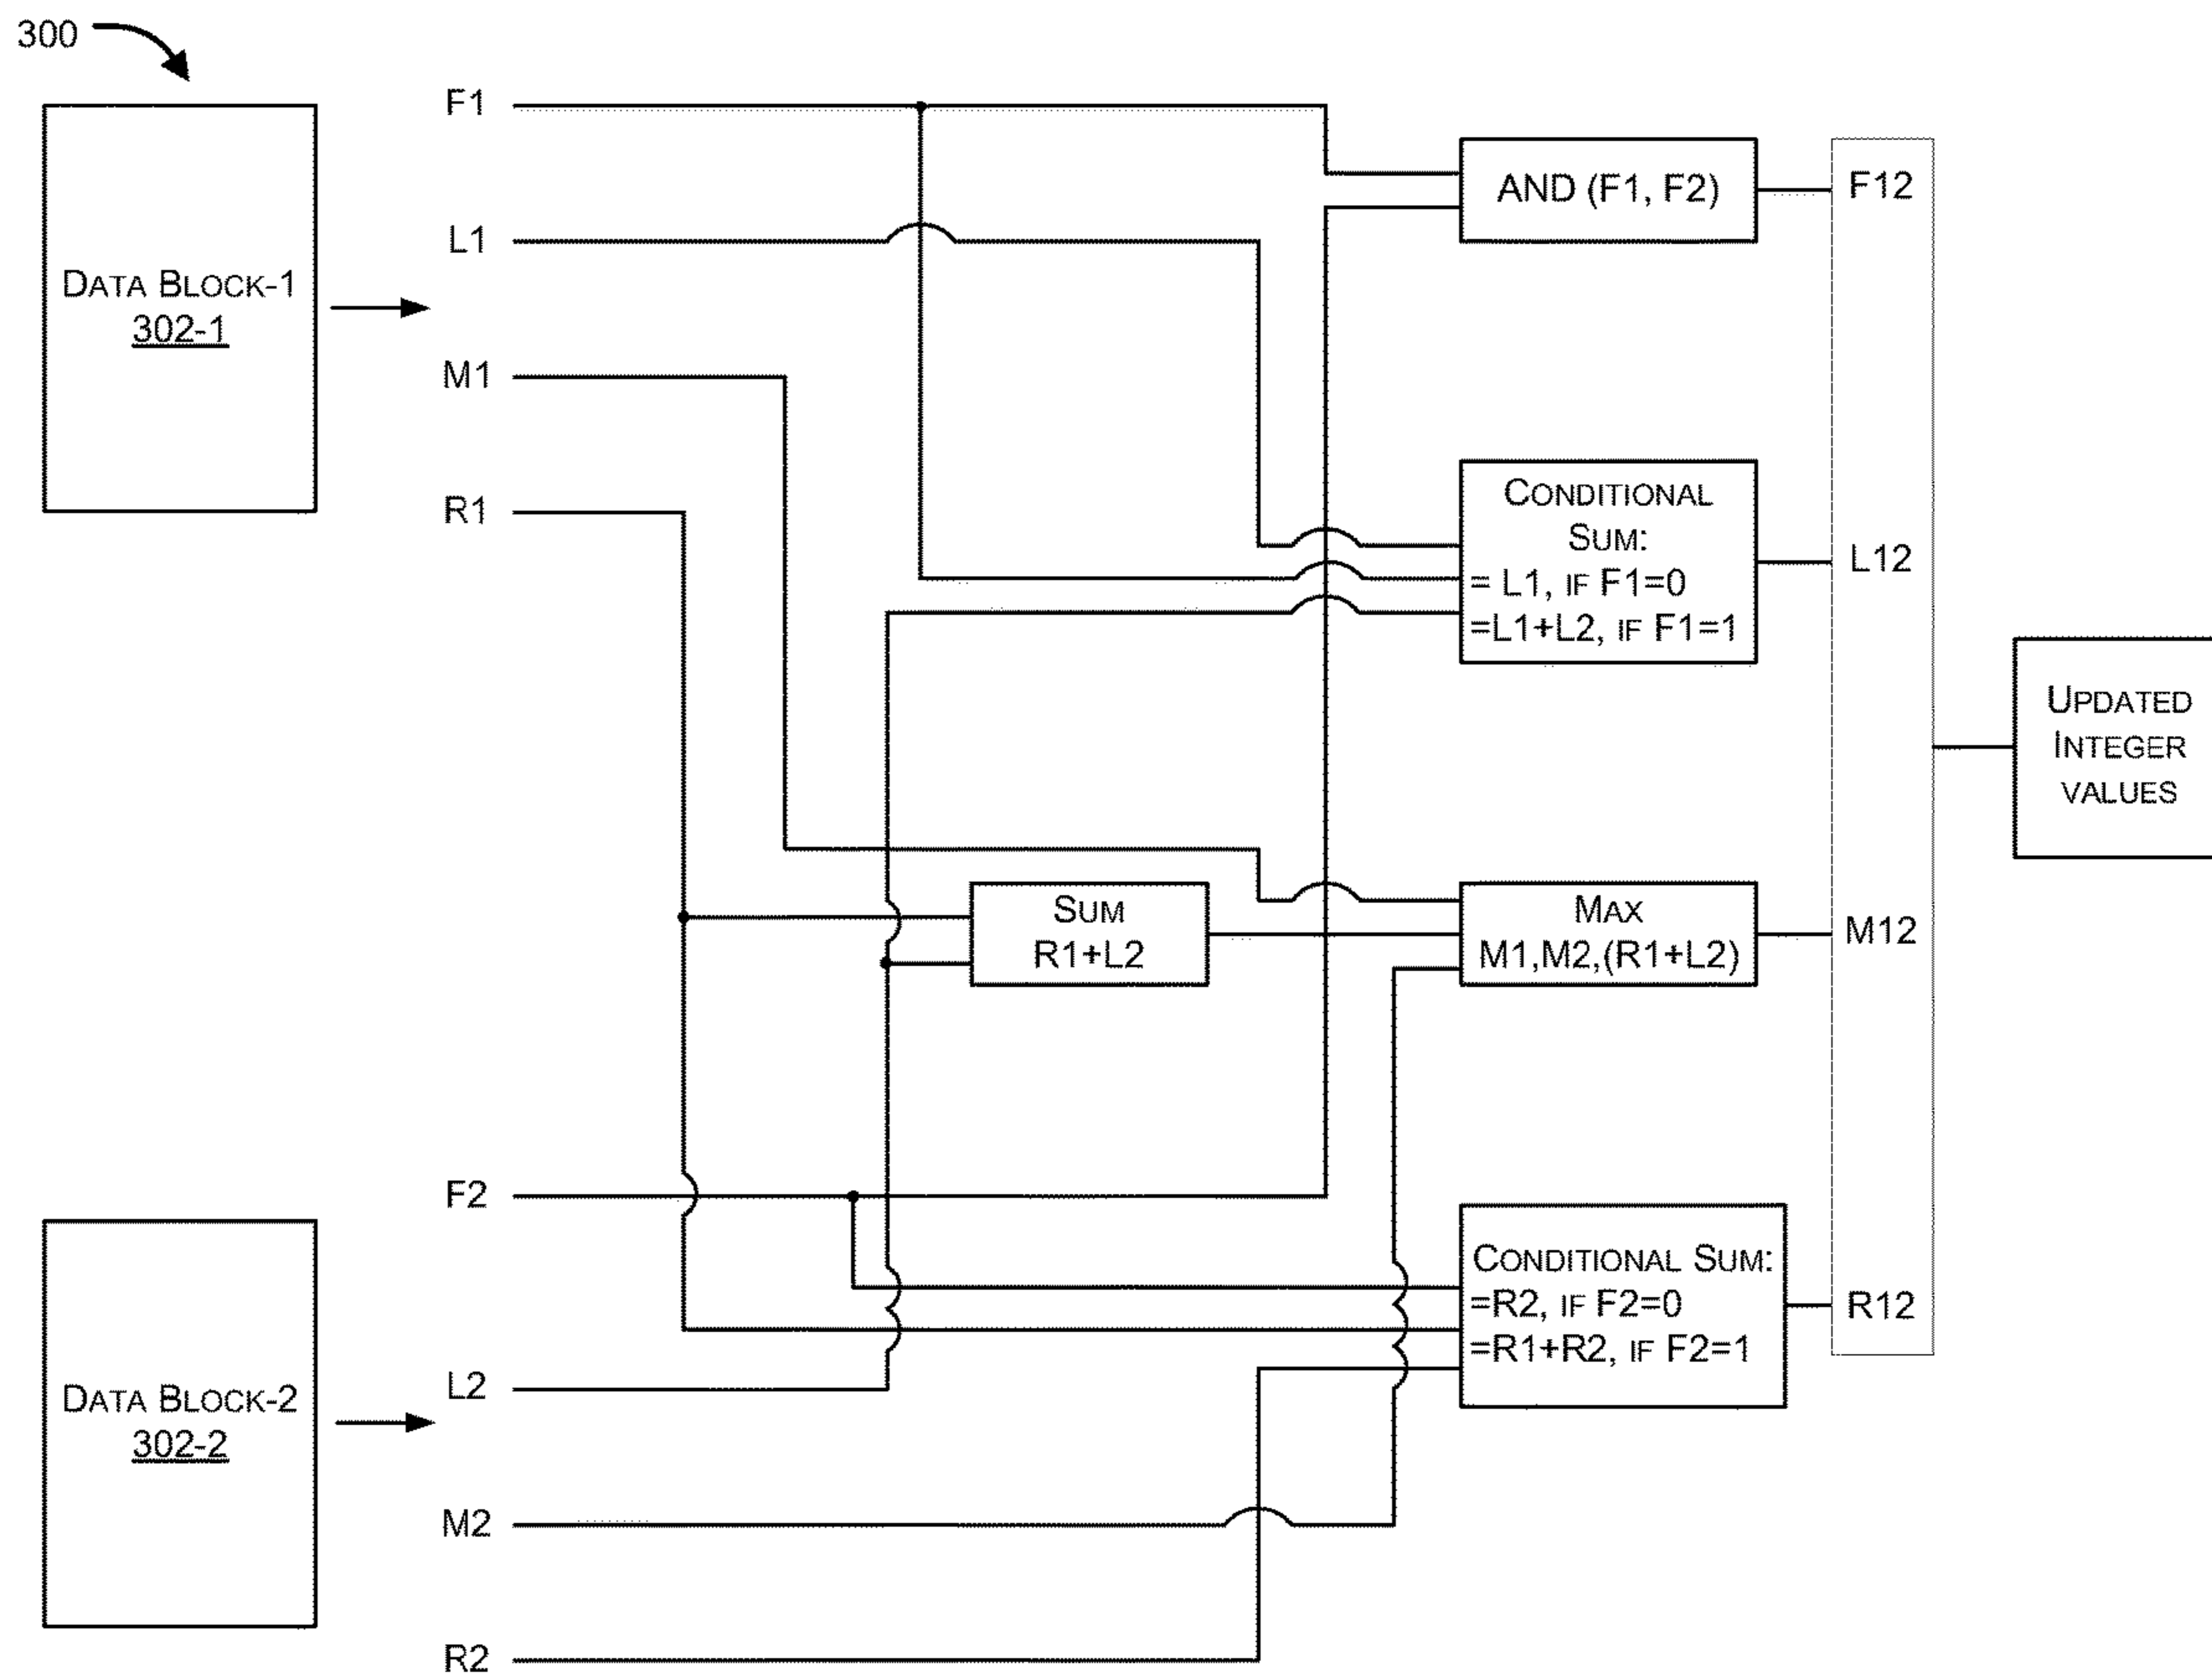 300
DATA BLOCK-1
302-1
F1
L1
M1
R1
AND (F1, F2)
CONDITIONAL
SUM:
= L1, IF F1=0
=L1+L2, IF F1=1
SUM
R1+L2
MAX
M1,M2,(R1+L2)
F12
L12
M12
R12
UPDATED
INTEGER
VALUES
DATA BLOCK-2
302-2
F2
L2
M2
R2
CONDITIONAL SUM:
=R2, IF F2=0
=R1+R2, IF F2=1